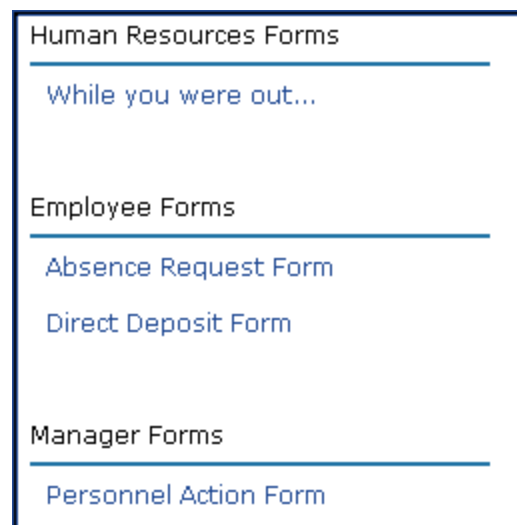 Human Resources Forms
While you were out...
Employee Forms
Absence Request Form
Direct Deposit Form
Manager Forms
Personnel Action Form